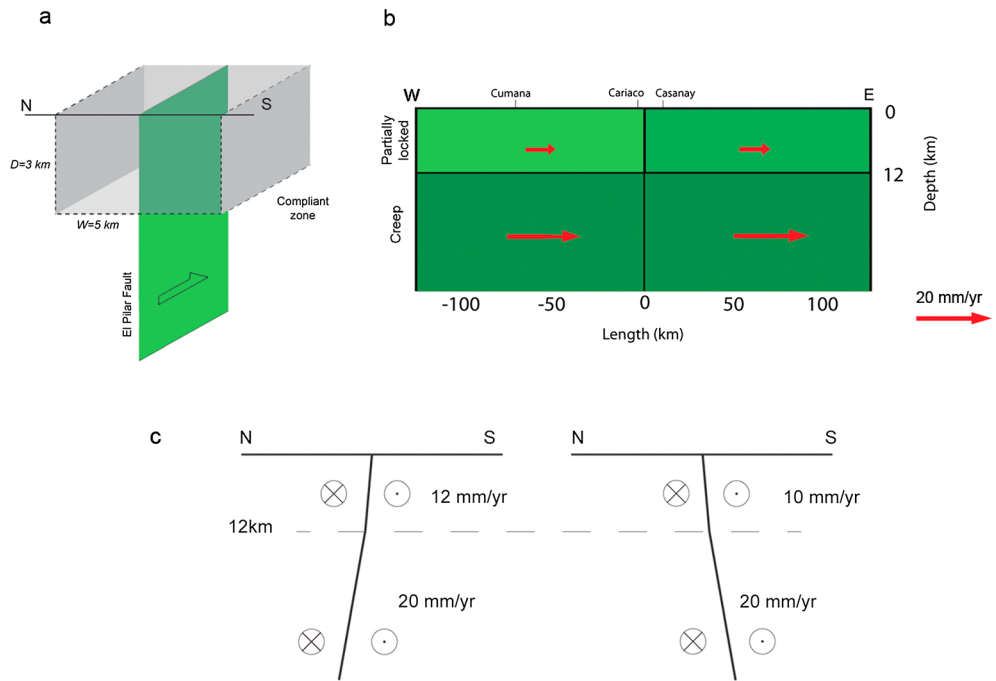 a
N
S
D=3 km
W=5 km
Compliant
zone
El Pilar Fault
b
W
Cumana
Cariaco
Casanay
E
Partially
locked
Creep
0
12
Depth (km)
-100
-50
0
50
100
Length (km)
20 mm/yr
c
N
S
N
S
12 mm/yr
10 mm/yr
12km
20 mm/yr
20 mm/yr